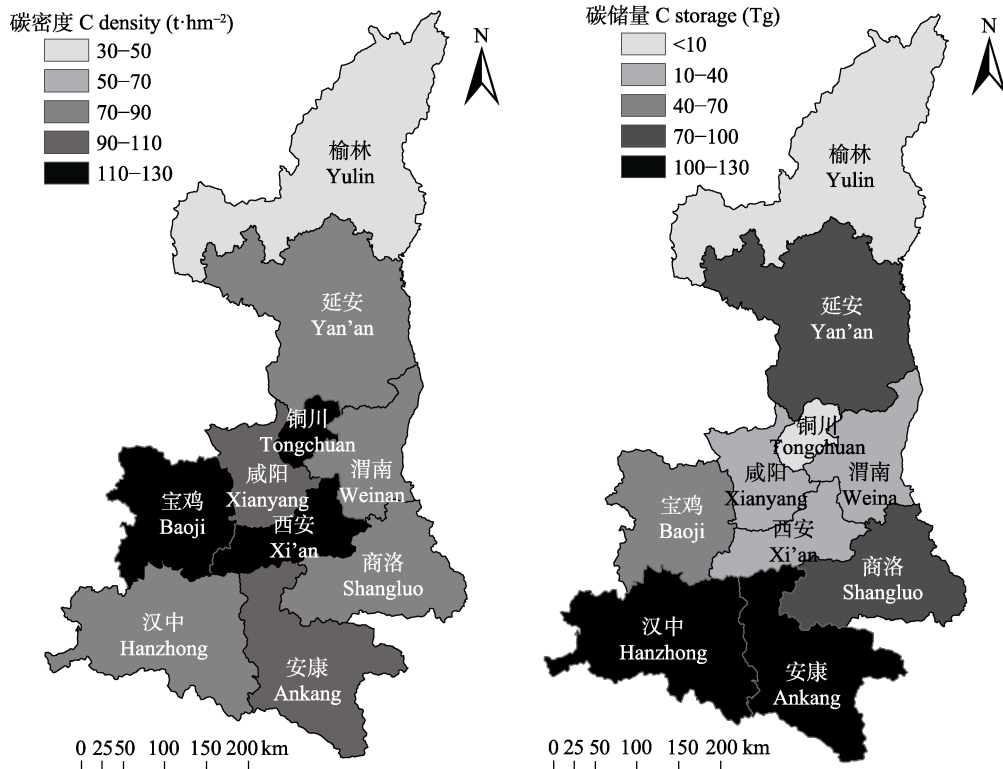 碳密度 C density (t·hm⁻²)
30−50
50−70
70−90
90−110
110−130
N
榆林
Yulin
延安
Yan'an
铜川
Tongchuan
咸阳
Xianyang
渭南
Weinan
宝鸡
Baoji
西安
Xi'an
商洛
Shangluo
汉中
Hanzhong
安康
Ankang
0 25 50 100 150 200 km
碳储量 C storage (Tg)
<10
10−40
40−70
70−100
100−130
N
榆林
Yulin
延安
Yan'an
铜川
Tongchuan
咸阳
Xianyang
渭南
Weina
宝鸡
Baoji
西安
Xi'an
商洛
Shangluo
汉中
Hanzhong
安康
Ankang
0 25 50 100 150 200 km